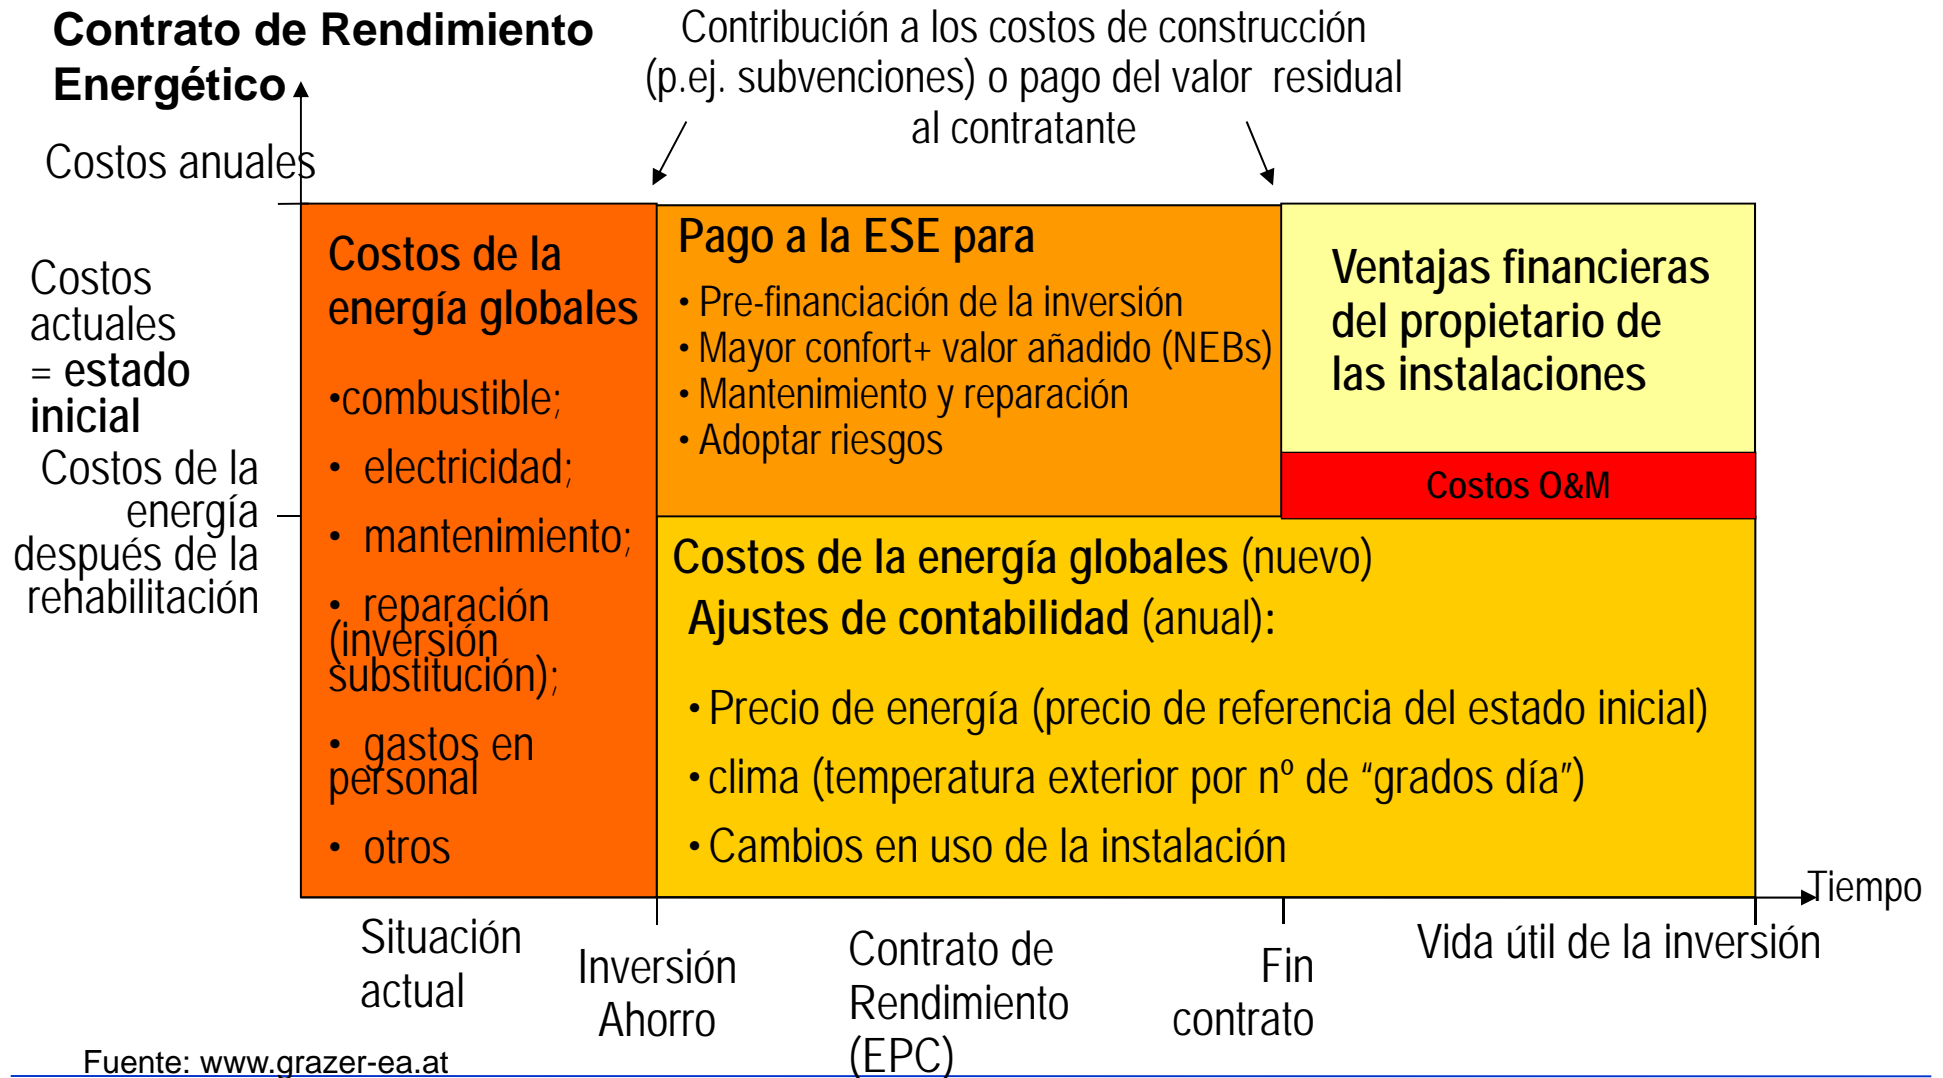 Contrato de Rendimiento
Energético
Contribución a los costos de construcción
(p.ej. subvenciones) o pago del valor residual
al contratante
Costos anuales
Costos
actuales
= estado
inicial
Costos de la
energía
después de la
rehabilitación
Costos de la
energía globales
•combustible;
• electricidad;
• mantenimiento;
• reparación
(inversión
substitución);
• gastos en
personal
• otros
Pago a la ESE para
• Pre-financiación de la inversión
• Mayor confort+ valor añadido (NEBs)
• Mantenimiento y reparación
• Adoptar riesgos
Ventajas financieras
del propietario de
las instalaciones
Costos O&M
Costos de la energía globales (nuevo)
Ajustes de contabilidad (anual):
• Precio de energía (precio de referencia del estado inicial)
• clima (temperatura exterior por nº de “grados día”)
• Cambios en uso de la instalación
Tiempo
Situación
actual
Inversión
Ahorro
Contrato de
Rendimiento
(EPC)
Fin
contrato
Vida útil de la inversión
Fuente: www.grazer-ea.at